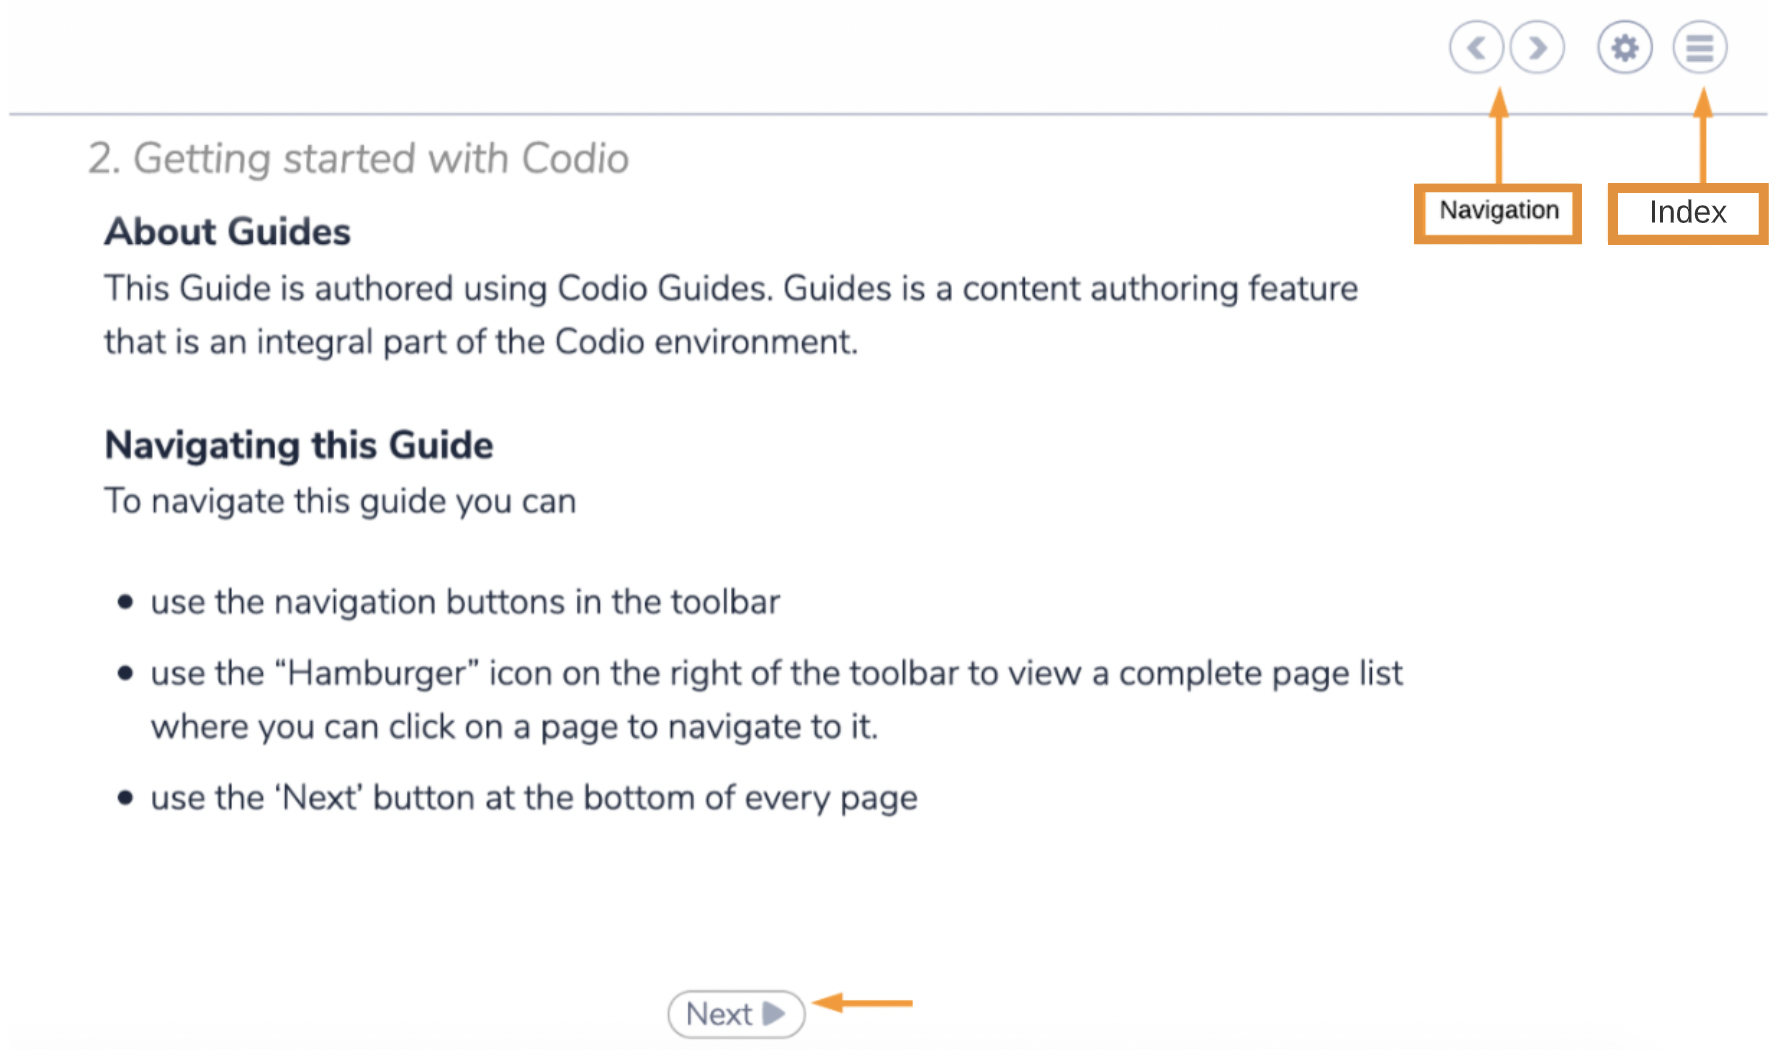 2. Getting started with Codio
Navigation
Index
About Guides
This Guide is authored using Codio Guides. Guides is a content authoring feature
that is an integral part of the Codio environment.
Navigating this Guide
To navigate this guide you can
• use the navigation buttons in the toolbar
• use the “Hamburger” icon on the right of the toolbar to view a complete page list
where you can click on a page to navigate to it.
• use the ‘Next’ button at the bottom of every page
Next